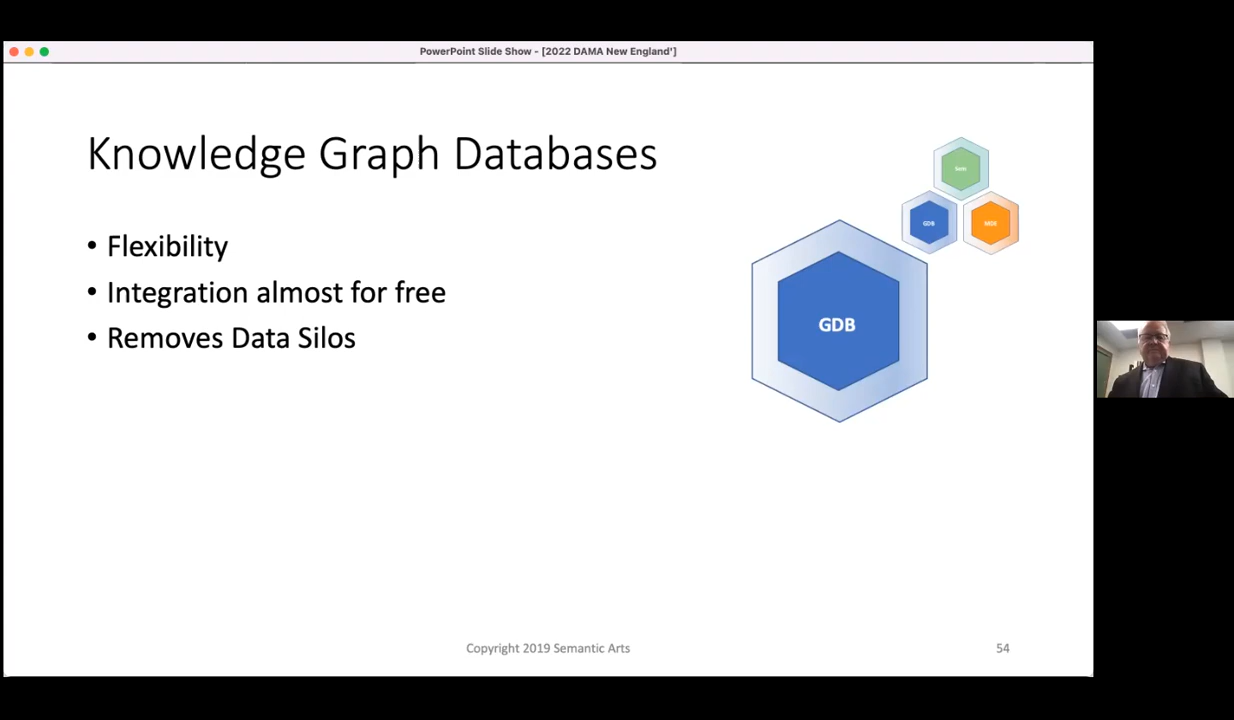 PowerPoint Slide Show - [2022 DAMA New England']
Knowledge Graph Databases
• Flexibility
• Integration almost for free
• Removes Data Silos
GDB
GDB
Copyright 2019 Semantic Arts
54